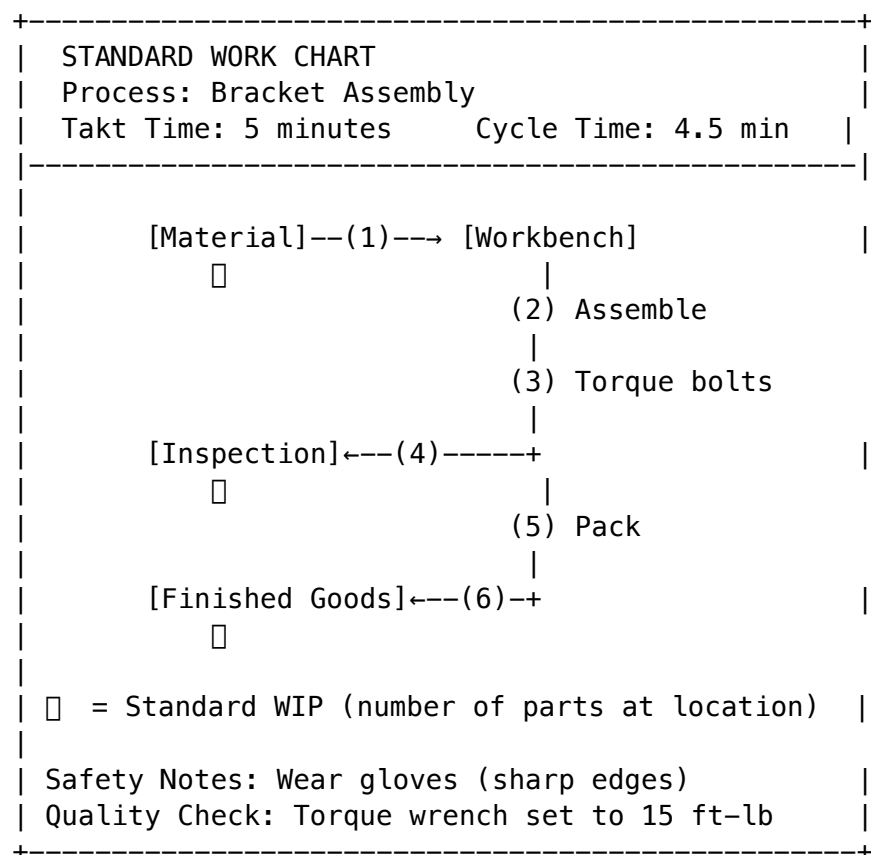 +--------------------------------------------------+
| STANDARD WORK CHART |
| Process: Bracket Assembly |
| Takt Time: 5 minutes Cycle Time: 4.5 min |
|--------------------------------------------------|
|
| [Material]--(1)--→ [Workbench] |
| ▯ |
| (2) Assemble
| |
| (3) Torque bolts
| |
| [Inspection]←--(4)-----+ |
| ▯ |
| (5) Pack
| |
| [Finished Goods]←--(6)-+ |
| ▯
|
| ▯ = Standard WIP (number of parts at location) |
|
| Safety Notes: Wear gloves (sharp edges) |
| Quality Check: Torque wrench set to 15 ft-lb |
+--------------------------------------------------+